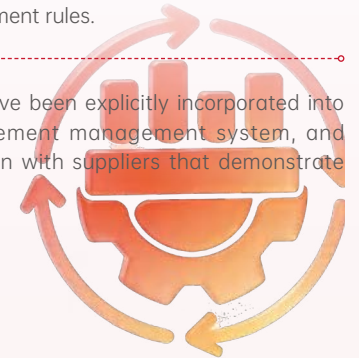 ment rules.
ve been explicitly incorporated into
ement management system, and
n with suppliers that demonstrate